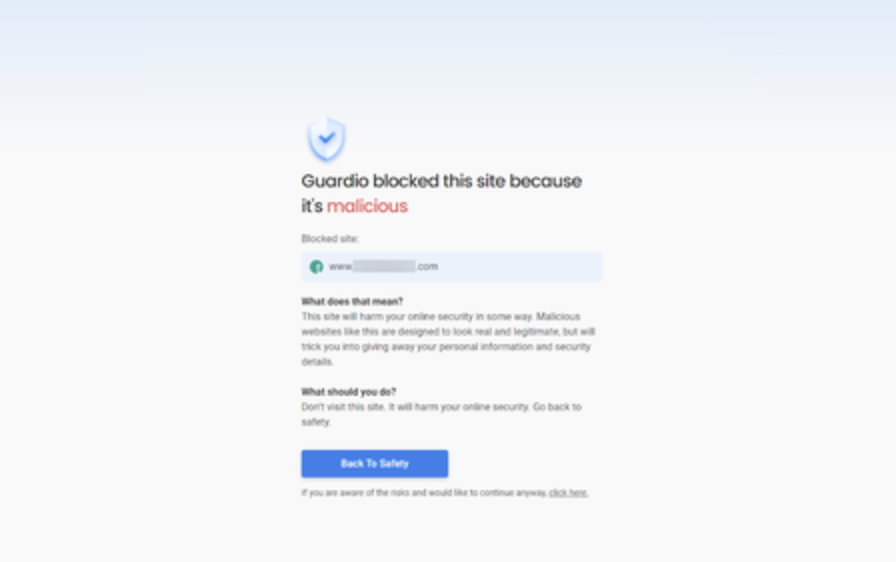 Guardio blocked this site because
it's malicious
Blocked site:
www. .com
What does that mean?
This site will harm your online security in some way. Malicious
websites like this are designed to look real and legitimate, but will
trick you into giving away your personal information and security
details.
What should you do?
Don't visit this site. It will harm your online security. Go back to
safety.
Back To Safety
If you are aware of the risks and would like to continue anyway, click here.